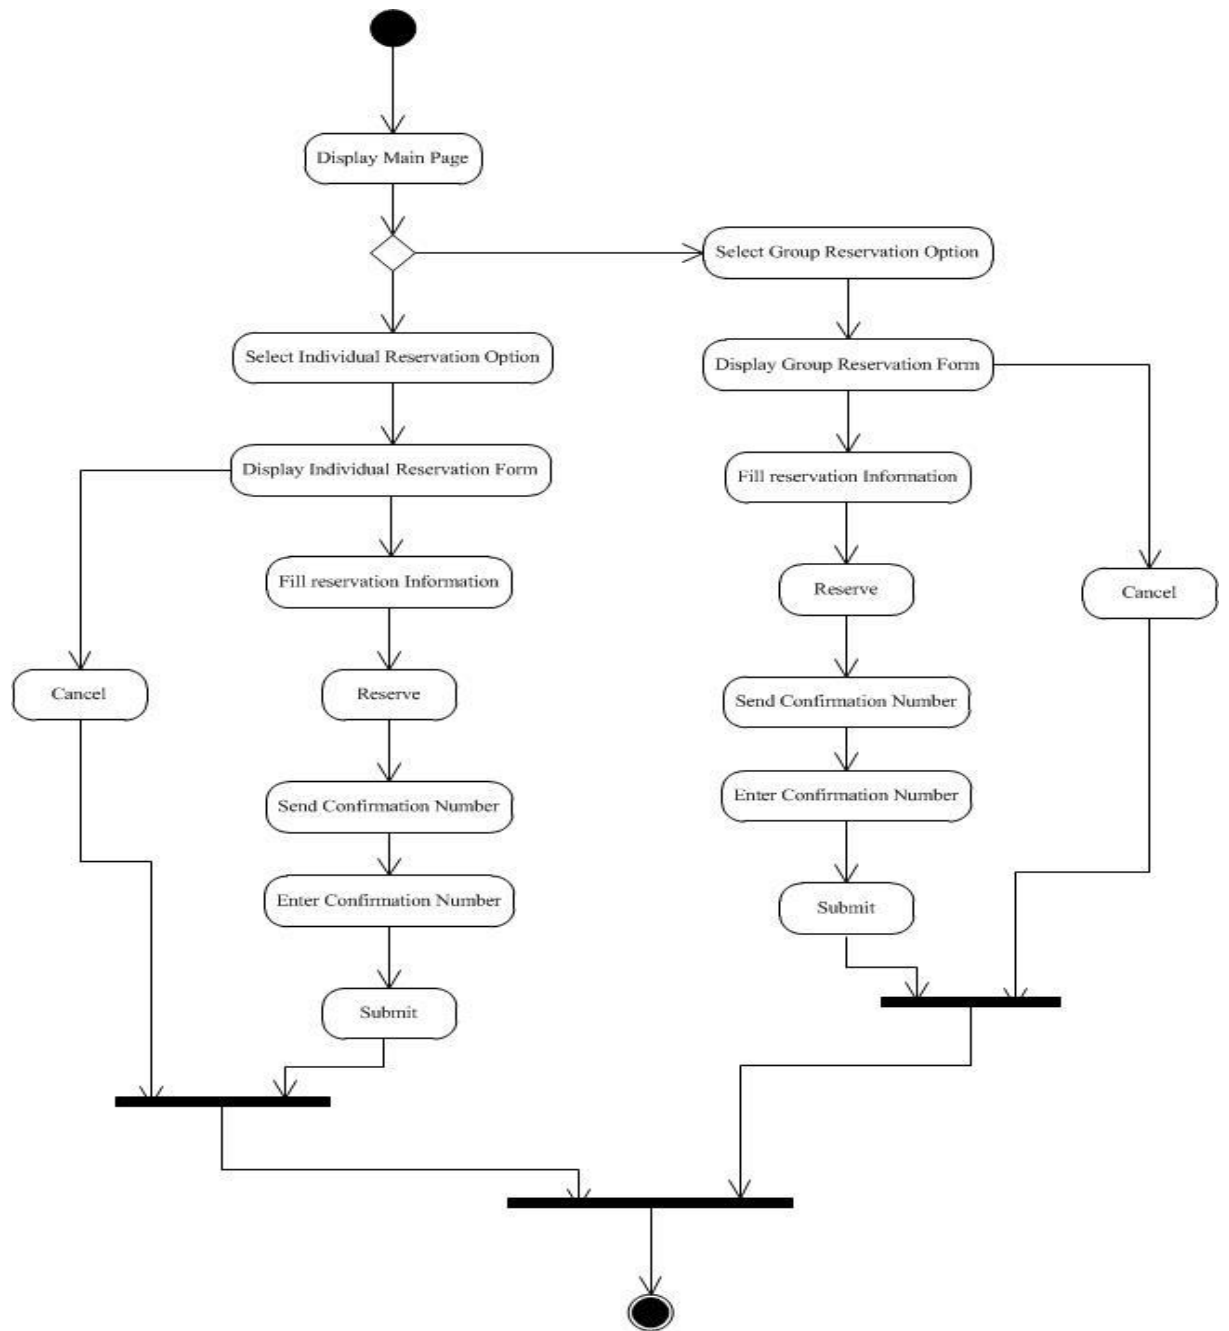 Display Main Page
Select Group Reservation Option
Select Individual Reservation Option
Display Group Reservation Form
Display Individual Reservation Form
Fill reservation Information
Fill reservation Information
Reserve
Cancel
Cancel
Reserve
Send Confirmation Number
Enter Confirmation Number
Send Confirmation Number
Enter Confirmation Number
Submit
Submit